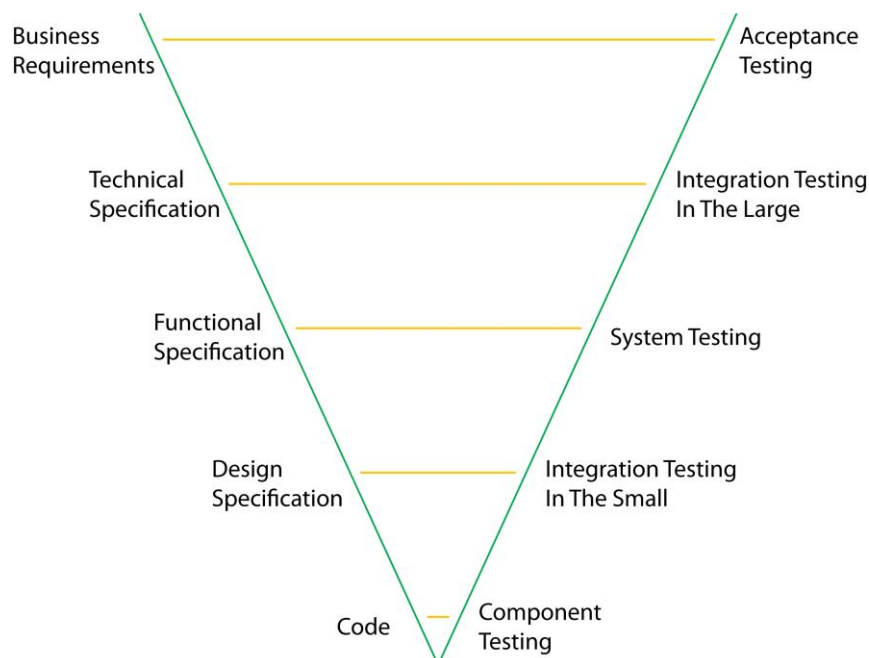 Business
Requirements
Acceptance
Testing
Technical
Specification
Integration Testing
In The Large
Functional
Specification
System Testing
Design
Specification
Integration Testing
In The Small
Code
Component
Testing